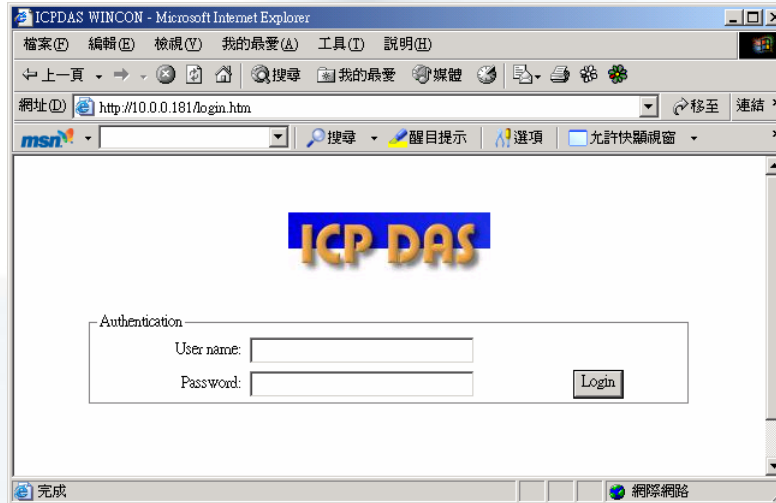 ICPDAS WINCON - Microsoft Internet Explorer
檔案(F) 編輯(E) 檢視(V) 我的最愛(A) 工具(T) 說明(H)
上一頁 搜尋 我的最愛 媒體
網址(D) http://10.0.0.181/login.htm 移至 連結
msn 搜尋 醒目提示 選項 允許快顯視窗
ICP DAS
Authentication
User name:
Password: Login
完成 網際網路